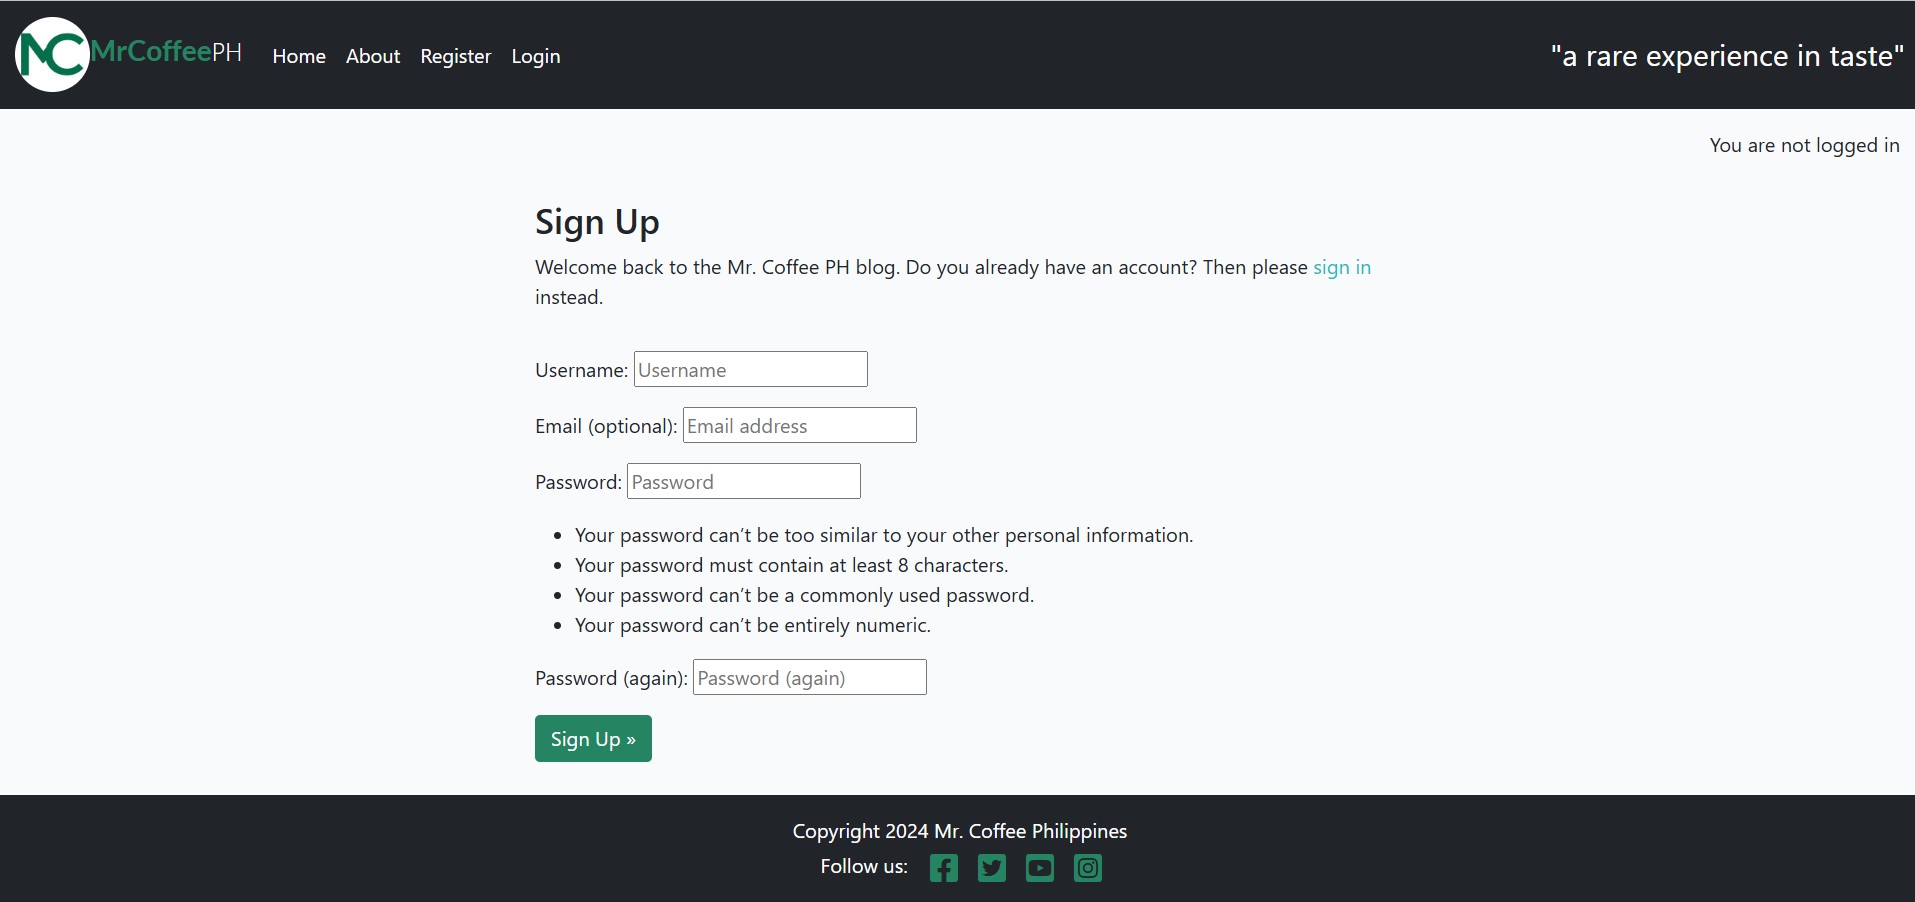 MC MrCoffeePH Home About Register Login "a rare experience in taste"
You are not logged in
Sign Up
Welcome back to the Mr. Coffee PH blog. Do you already have an account? Then please sign in
instead.
Username: Username
Email (optional): Email address
Password: Password
• Your password can’t be too similar to your other personal information.
• Your password must contain at least 8 characters.
• Your password can’t be a commonly used password.
• Your password can’t be entirely numeric.
Password (again): Password (again)
Sign Up »
Copyright 2024 Mr. Coffee Philippines
Follow us: